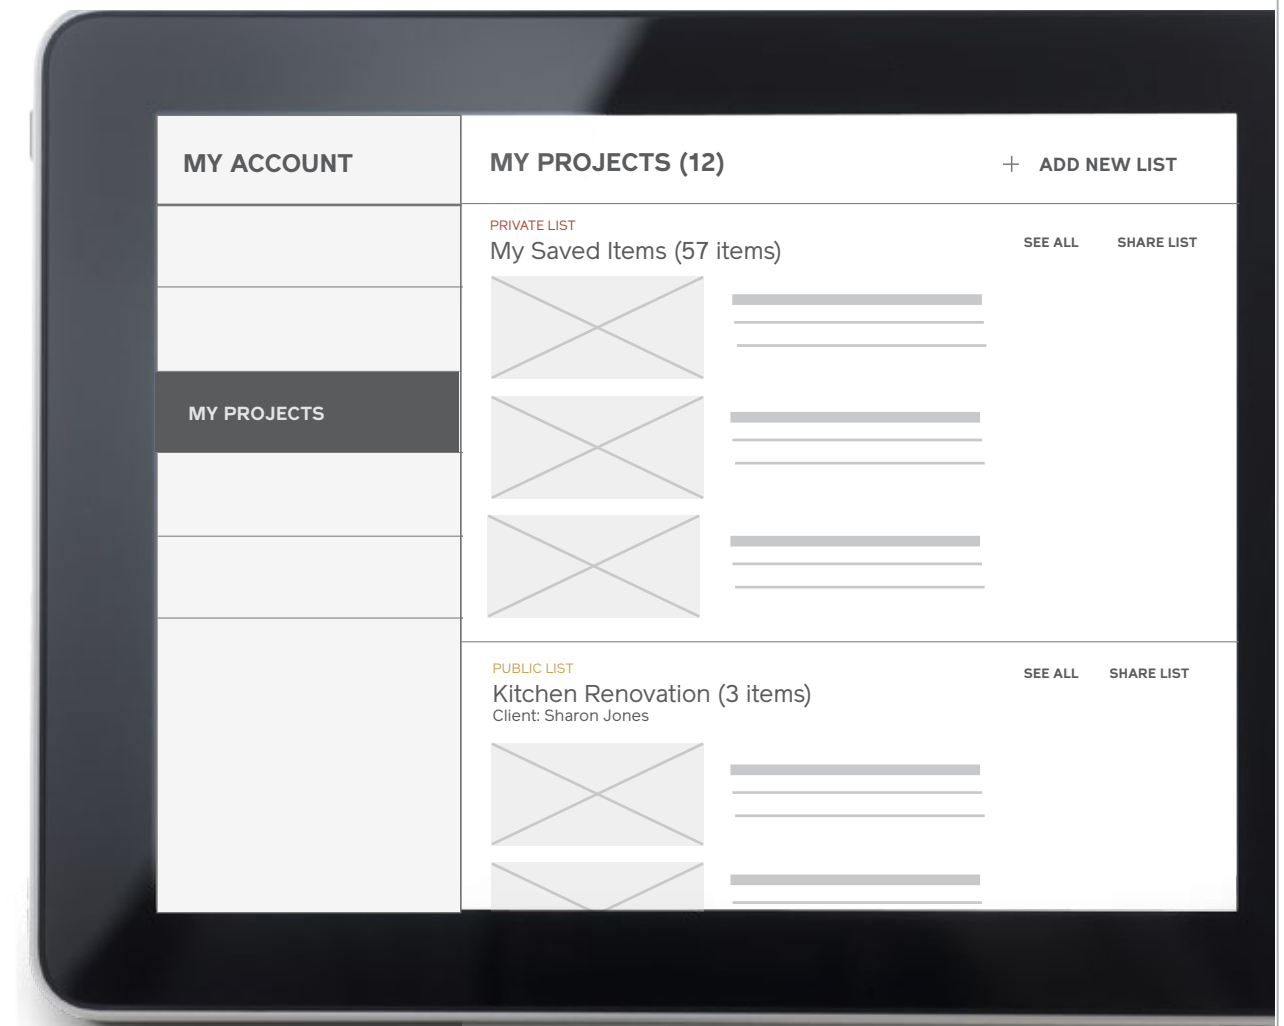 MY ACCOUNT
MY PROJECTS (12)
+ ADD NEW LIST
MY PROJECTS
PRIVATE LIST
My Saved Items (57 items)
SEE ALL
SHARE LIST
PUBLIC LIST
Kitchen Renovation (3 items)
Client: Sharon Jones
SEE ALL
SHARE LIST